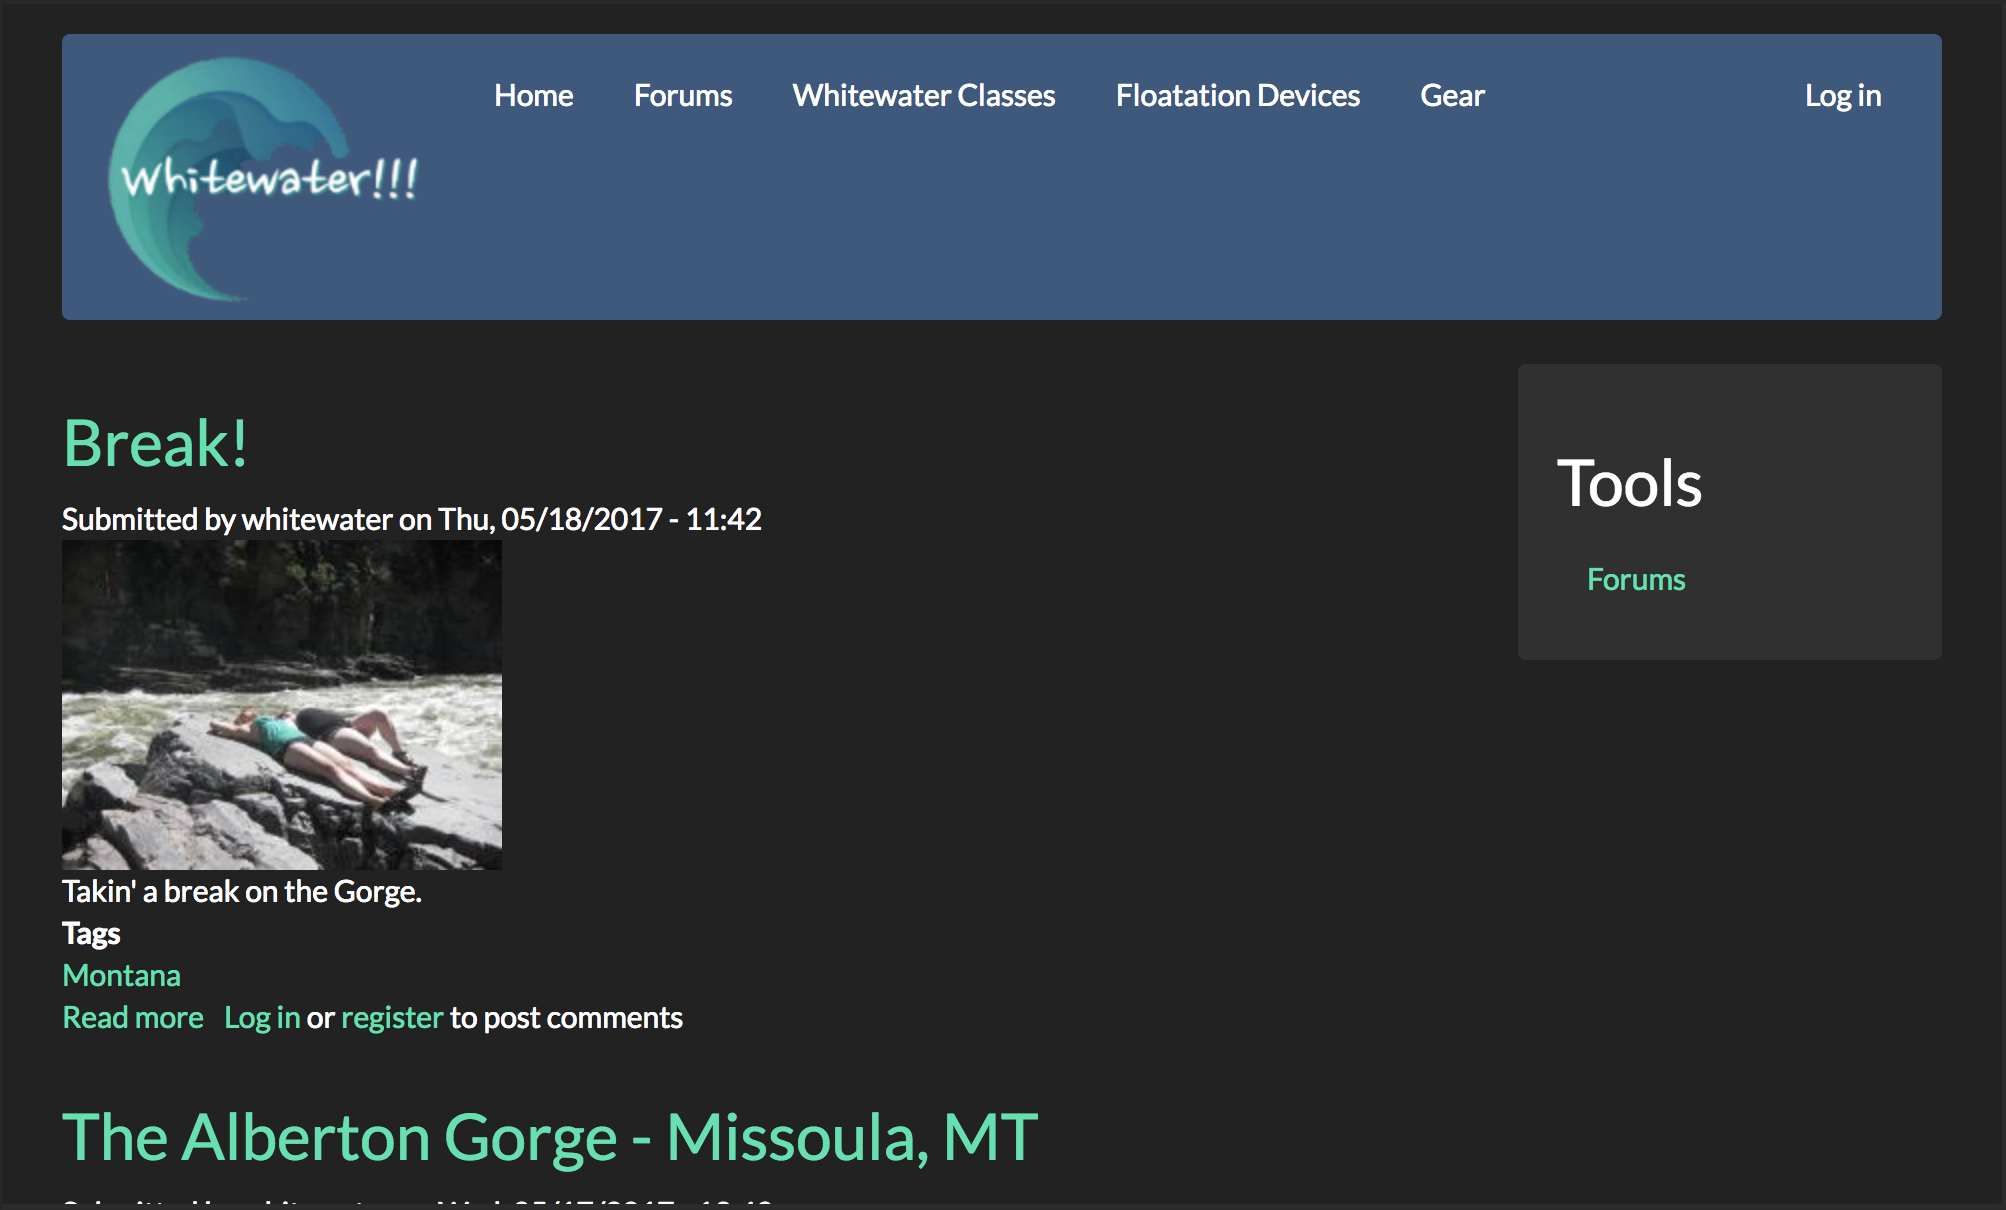 Whitewater!!!
Home Forums Whitewater Classes Floatation Devices Gear Log in
Break!
Submitted by whitewater on Thu, 05/18/2017 - 11:42
Takin' a break on the Gorge.
Tags
Montana
Read more Log in or register to post comments
The Alberton Gorge - Missoula, MT
Tools
Forums